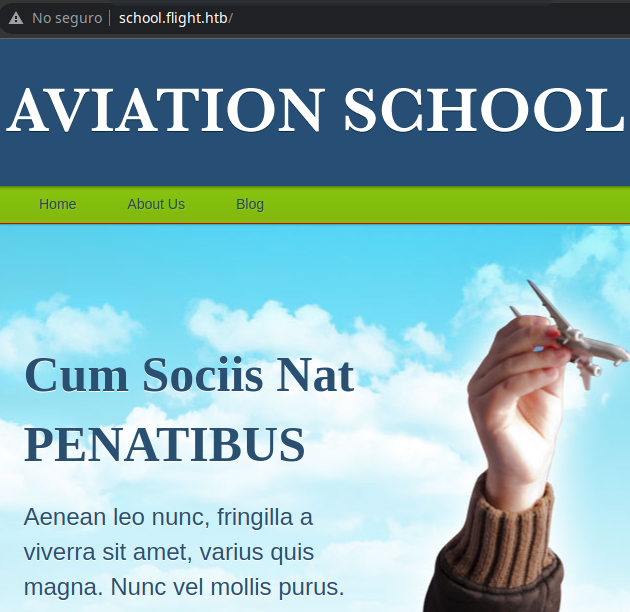 No seguro
school.flight.htb/
AVIATION SCHOOL
Home
About Us
Blog
Cum Sociis Nat
PENATIBUS
Aenean leo nunc, fringilla a
viverra sit amet, varius quis
magna. Nunc vel mollis purus.